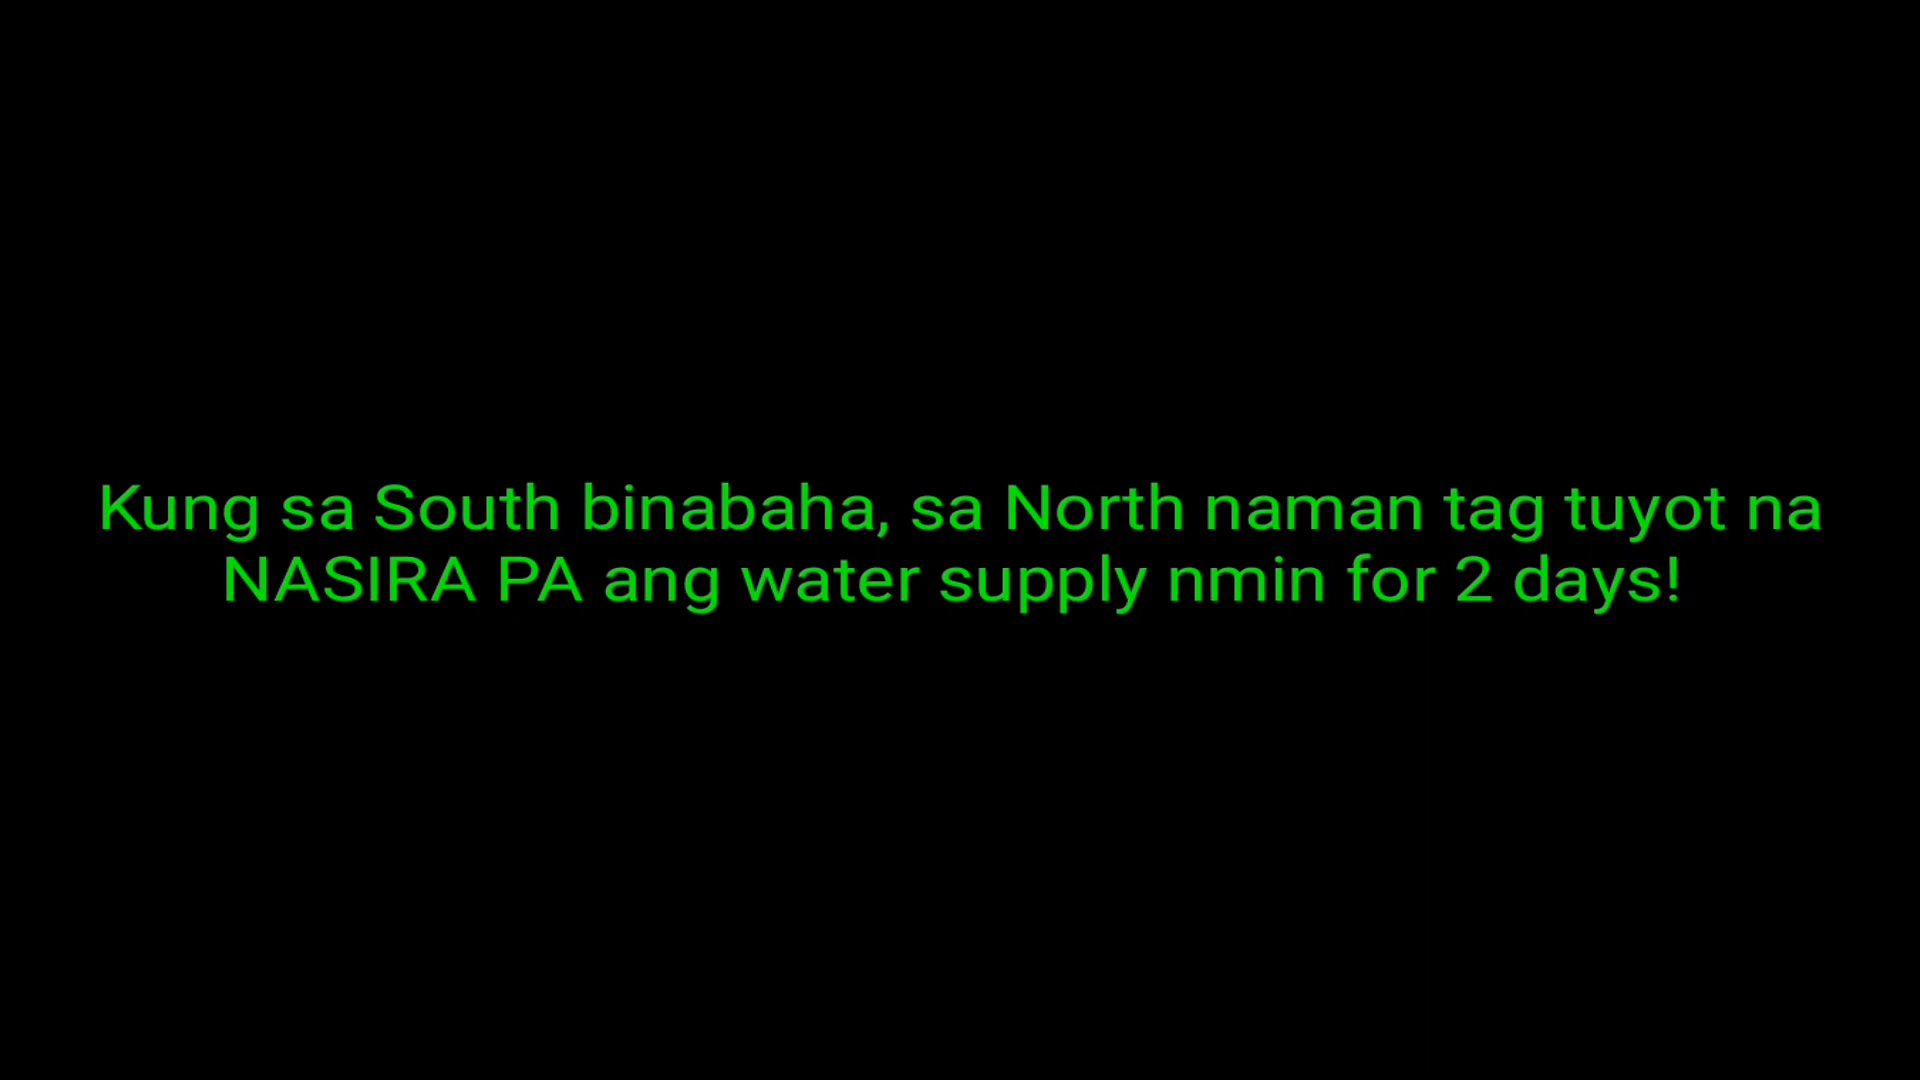 Kung sa South binabaha, sa North naman tag tuyot na
NASIRA PA ang water supply nmin for 2 days!